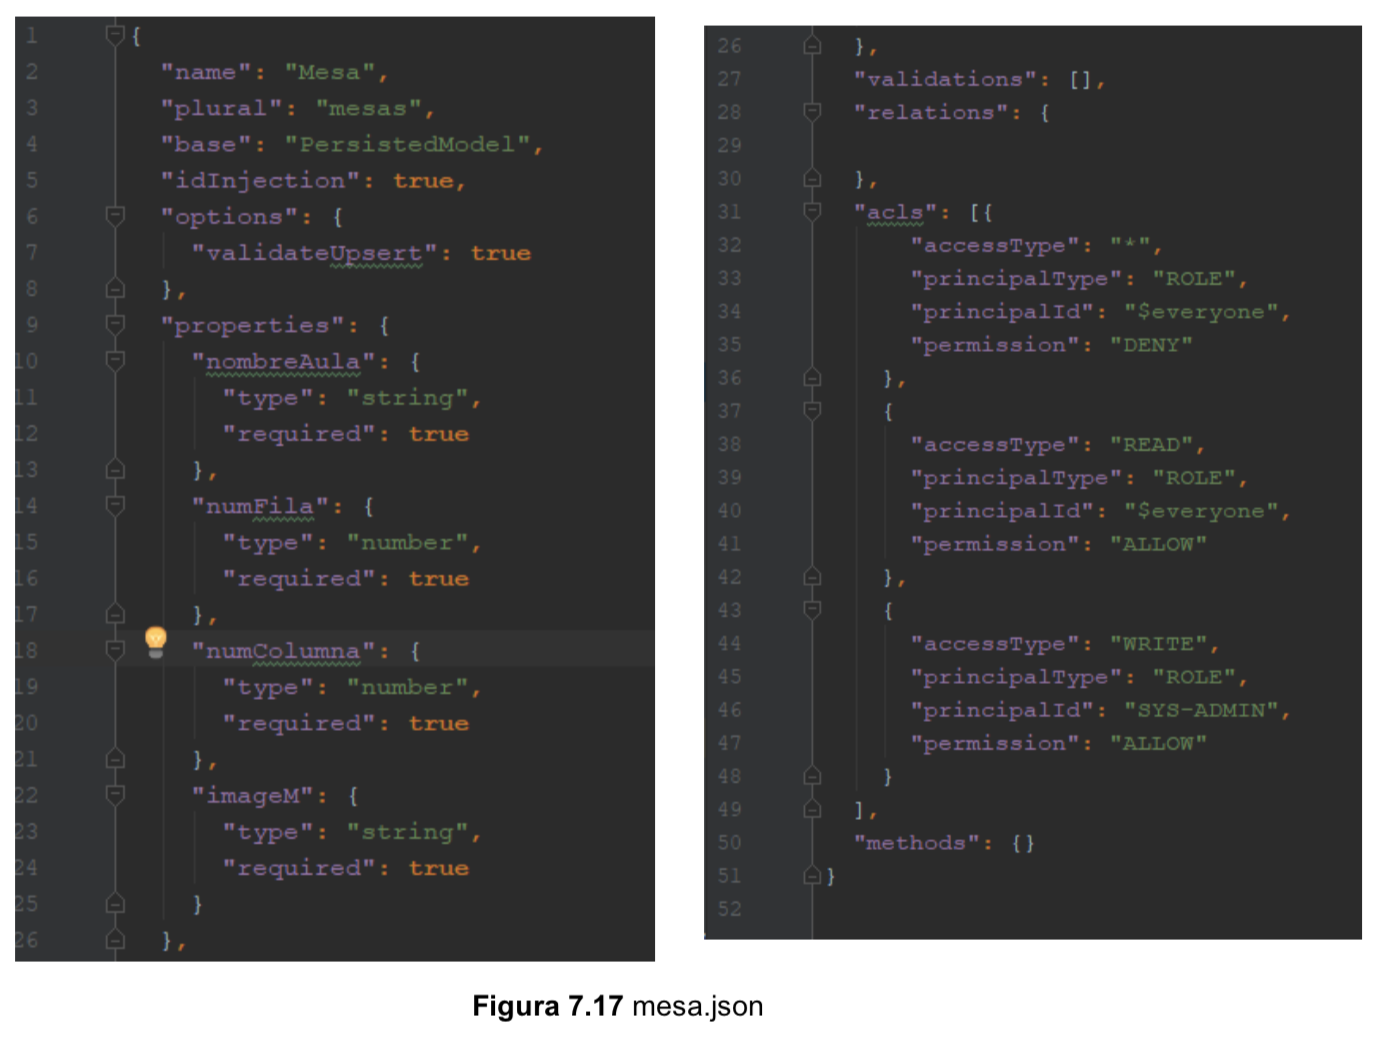 1 {
2 "name": "Mesa",
3 "plural": "mesas",
4 "base": "PersistedModel",
5 "idInjection": true,
6 "options": {
7 "validateUpsert": true
8 },
9 "properties": {
10 "nombreAula": {
11 "type": "string",
12 "required": true
13 },
14 "numFila": {
15 "type": "number",
16 "required": true
17 },
18 "numColumna": {
19 "type": "number",
20 "required": true
21 },
22 "imageM": {
23 "type": "string",
24 "required": true
25 }
26 },
26 },
27 "validations": [],
28 "relations": {
29
30 },
31 "acls": [{
32 "accessType": "*",
33 "principalType": "ROLE",
34 "principalId": "$everyone",
35 "permission": "DENY"
36 },
37 {
38 "accessType": "READ",
39 "principalType": "ROLE",
40 "principalId": "$everyone",
41 "permission": "ALLOW"
42 },
43 {
44 "accessType": "WRITE",
45 "principalType": "ROLE",
46 "principalId": "SYS-ADMIN",
47 "permission": "ALLOW"
48 }
49 ],
50 "methods": {}
51 }
52
Figura 7.17 mesa.json